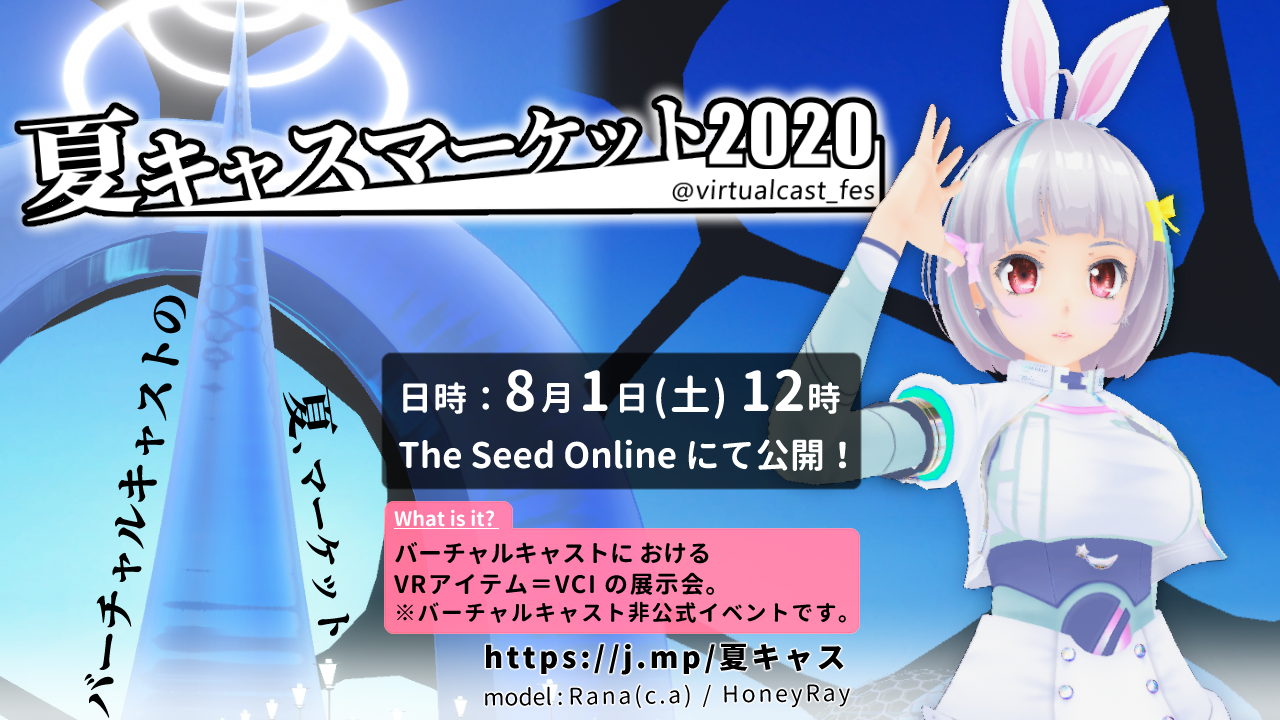 夏キャスマーケット2020
@virtualcast_fes
バーチャルキャストの
夏、マーケット
日時：8月1日(土) 12時
The Seed Online にて公開！
What is it?
バーチャルキャストに おける
VRアイテム＝VCI の展示会。
※バーチャルキャスト非公式イベントです。
https://j.mp/夏キャス
model : Rana(c.a) / HoneyRay